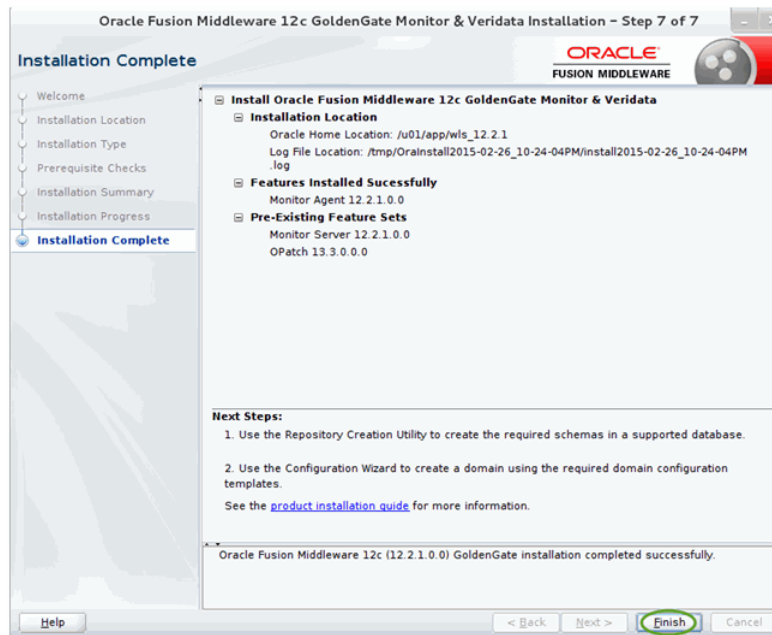 Oracle Fusion Middleware 12c GoldenGate Monitor & Veridata Installation - Step 7 of 7
Installation Complete
ORACLE
FUSION MIDDLEWARE
Welcome
Installation Location
Installation Type
Prerequisite Checks
Installation Summary
Installation Progress
Installation Complete
Install Oracle Fusion Middleware 12c GoldenGate Monitor & Veridata
Installation Location
Oracle Home Location: /u01/app/wls_12.2.1
Log File Location: /tmp/OraInstall2015-02-26_10-24-04PM/install2015-02-26_10-24-04PM
.log
Features Installed Sucessfully
Monitor Agent 12.2.1.0.0
Pre-Existing Feature Sets
Monitor Server 12.2.1.0.0
OPatch 13.3.0.0.0
Next Steps:
1. Use the Repository Creation Utility to create the required schemas in a supported database.
2. Use the Configuration Wizard to create a domain using the required domain configuration
templates.
See the product installation guide for more information.
Oracle Fusion Middleware 12c (12.2.1.0.0) GoldenGate installation completed successfully.
Help
< Back
Next >
Finish
Cancel